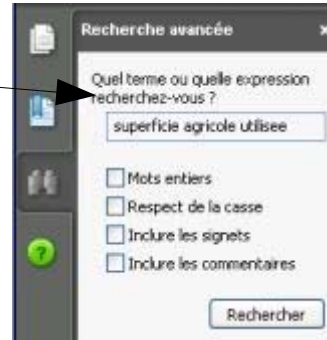 Recherche avancée x
Quel terme ou quelle expression
recherchez-vous ?
superficie agricole utilisee
Mots entiers
Respect de la casse
Inclure les signets
Inclure les commentaires
Rechercher
?